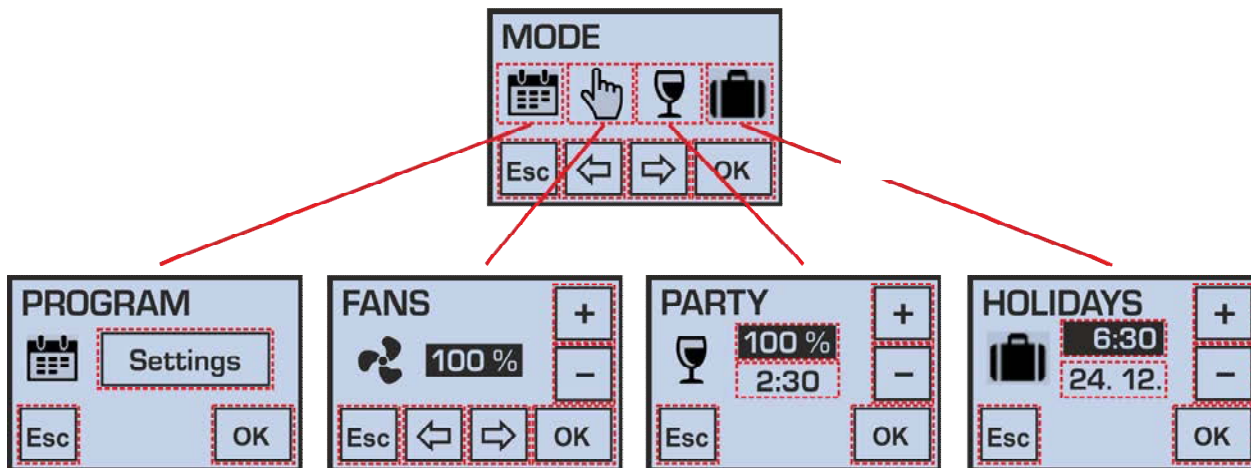 MODE
Esc
OK
PROGRAM
Settings
Esc
OK
FANS
+
100 %
–
Esc
OK
PARTY
+
100 %
2:30
–
Esc
OK
HOLIDAYS
+
6:30
24. 12.
–
Esc
OK